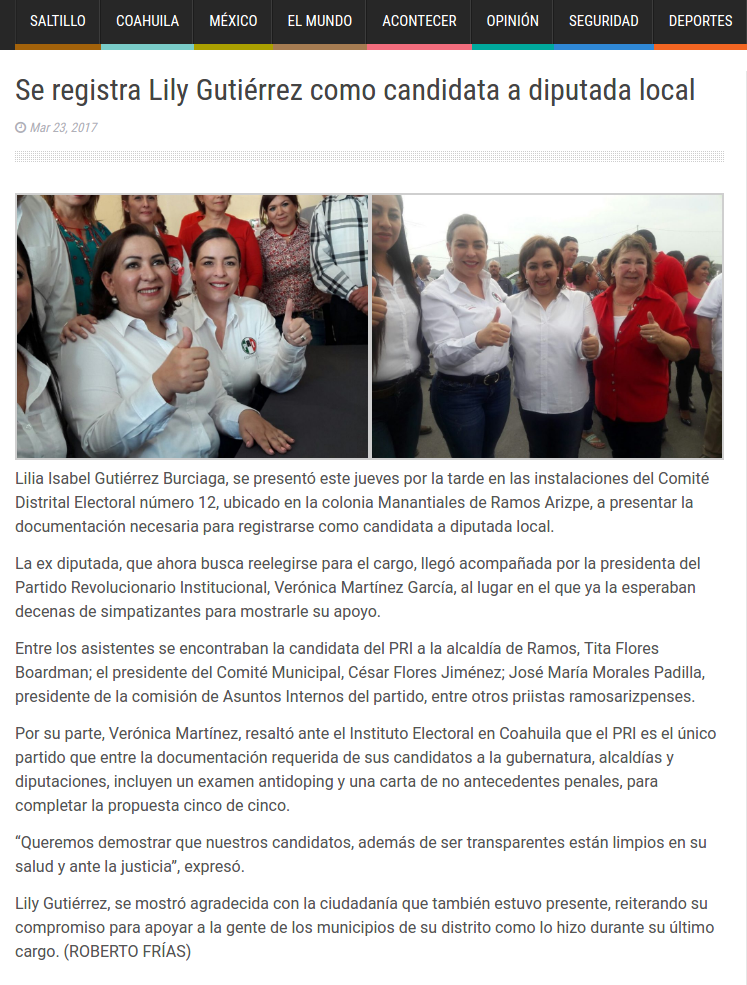 SALTILLO COAHUILA MÉXICO EL MUNDO ACONTECER OPINIÓN SEGURIDAD DEPORTES
Se registra Lily Gutiérrez como candidata a diputada local
Mar 23, 2017
Lilia Isabel Gutiérrez Burciaga, se presentó este jueves por la tarde en las instalaciones del Comité
Distrital Electoral número 12, ubicado en la colonia Manantiales de Ramos Arizpe, a presentar la
documentación necesaria para registrarse como candidata a diputada local.
La ex diputada, que ahora busca reelegirse para el cargo, llegó acompañada por la presidenta del
Partido Revolucionario Institucional, Verónica Martínez García, al lugar en el que ya la esperaban
decenas de simpatizantes para mostrarle su apoyo.
Entre los asistentes se encontraban la candidata del PRI a la alcaldía de Ramos, Tita Flores
Boardman; el presidente del Comité Municipal, César Flores Jiménez; José María Morales Padilla,
presidente de la comisión de Asuntos Internos del partido, entre otros priistas ramosarizpenses.
Por su parte, Verónica Martínez, resaltó ante el Instituto Electoral en Coahuila que el PRI es el único
partido que entre la documentación requerida de sus candidatos a la gubernatura, alcaldías y
diputaciones, incluyen un examen antidoping y una carta de no antecedentes penales, para
completar la propuesta cinco de cinco.
“Queremos demostrar que nuestros candidatos, además de ser transparentes están limpios en su
salud y ante la justicia”, expresó.
Lily Gutiérrez, se mostró agradecida con la ciudadanía que también estuvo presente, reiterando su
compromiso para apoyar a la gente de los municipios de su distrito como lo hizo durante su último
cargo. (ROBERTO FRÍAS)